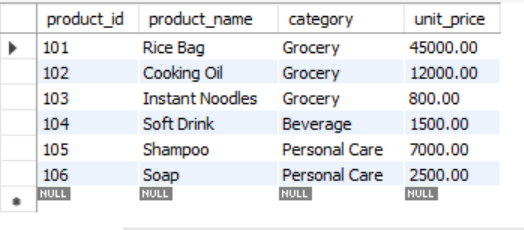 product_id product_name category unit_price
101 Rice Bag Grocery 45000.00
102 Cooking Oil Grocery 12000.00
103 Instant Noodles Grocery 800.00
104 Soft Drink Beverage 1500.00
105 Shampoo Personal Care 7000.00
106 Soap Personal Care 2500.00
NULL NULL NULL NULL